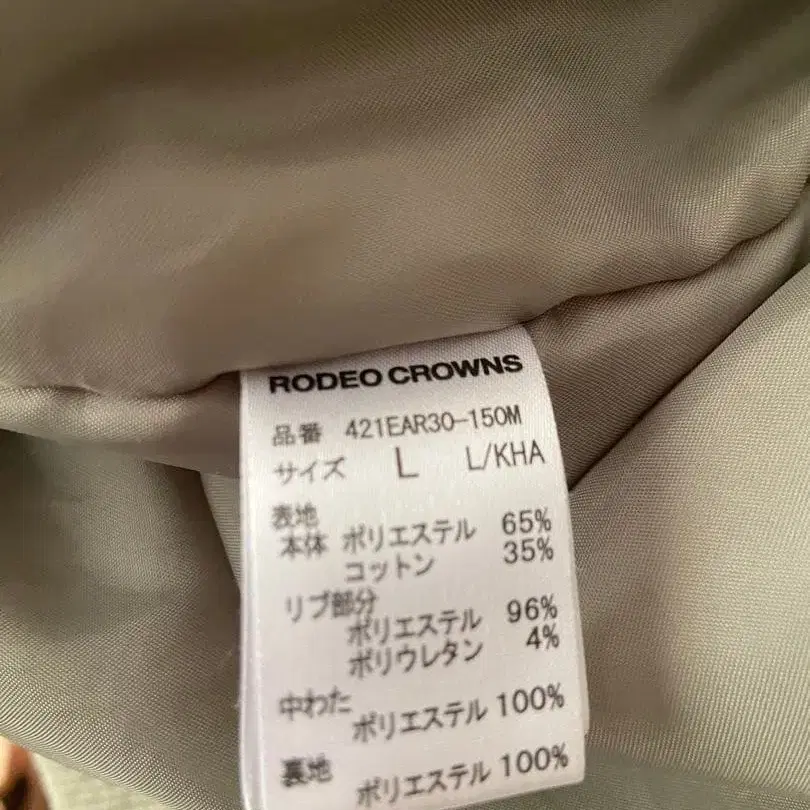 RODEO CROWNS
品番 421EAR30-150M
サイズ L L/KHA
表地
本体 ポリエステル 65%
コットン 35%
リブ部分
ポリエステル 96%
ポリウレタン 4%
中わた
ポリエステル 100%
裏地
ポリエステル 100%